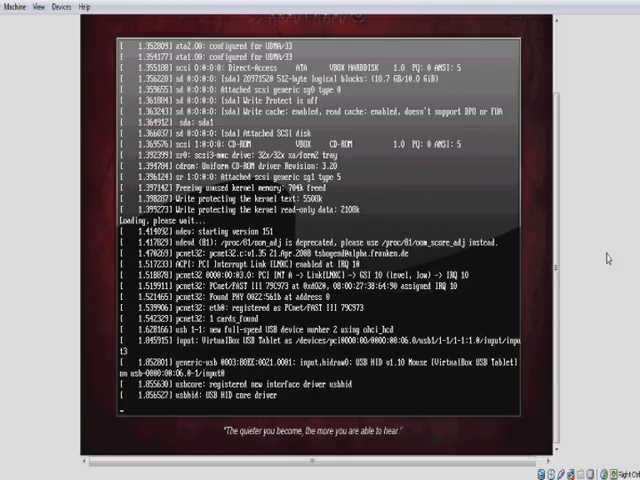 Machine View Devices Help
[ 1.352809] ata2.00: configured for UDMA/33
[ 1.354177] ata1.00: configured for UDMA/33
[ 1.355188] scsi 0:0:0:0: Direct-Access ATA VBOX HARDDISK 1.0 PQ: 0 ANSI: 5
[ 1.356228] sd 0:0:0:0: [sda] 20971520 512-byte logical blocks: (10.7 GB/10.0 GiB)
[ 1.359655] sd 0:0:0:0: Attached scsi generic sg0 type 0
[ 1.361884] sd 0:0:0:0: [sda] Write Protect is off
[ 1.363243] sd 0:0:0:0: [sda] Write cache: enabled, read cache: enabled, doesn't support DPO or FUA
[ 1.364912] sda: sda1
[ 1.366037] sd 0:0:0:0: [sda] Attached SCSI disk
[ 1.369576] scsi 1:0:0:0: CD-ROM VBOX CD-ROM 1.0 PQ: 0 ANSI: 5
[ 1.392399] sr0: scsi3-mmc drive: 32x/32x xa/form2 tray
[ 1.394784] cdrom: Uniform CD-ROM driver Revision: 3.20
[ 1.396124] sr 1:0:0:0: Attached scsi generic sg1 type 5
[ 1.397142] Freeing unused kernel memory: 704k freed
[ 1.398287] Write protecting the kernel text: 5508k
[ 1.399273] Write protecting the kernel read-only data: 2108k
Loading, please wait...
[ 1.414092] udev: starting version 151
[ 1.417829] udevd (81): /proc/81/oom_adj is deprecated, please use /proc/81/oom_score_adj instead.
[ 1.470269] pcnet32: pcnet32.c:v1.35 21.Apr.2008 tsbogend@alpha.franken.de
[ 1.517233] ACPI: PCI Interrupt Link [LNKC] enabled at IRQ 10
[ 1.518878] pcnet32 0000:00:03.0: PCI INT A -> Link[LNKC] -> GSI 10 (level, low) -> IRQ 10
[ 1.519911] pcnet32: PCnet/FAST III 79C973 at 0xd020, 08:00:27:38:64:90 assigned IRQ 10
[ 1.521465] pcnet32: Found PHY 0022:561b at address 0
[ 1.539906] pcnet32: eth0: registered as PCnet/FAST III 79C973
[ 1.542329] pcnet32: 1 cards_found
[ 1.628166] usb 1-1: new full-speed USB device number 2 using ohci_hcd
[ 1.845915] input: VirtualBox USB Tablet as /devices/pci0000:00/0000:00:06.0/usb1/1-1/1-1:1.0/input/inpu
t3
[ 1.852801] generic-usb 0003:80EE:0021.0001: input,hidraw0: USB HID v1.10 Mouse [VirtualBox USB Tablet]
on usb-0000:00:06.0-1/input0
[ 1.855630] usbcore: registered new interface driver usbhid
[ 1.856527] usbhid: USB HID core driver
_
"The quieter you become, the more you are able to hear."
Right Ctrl